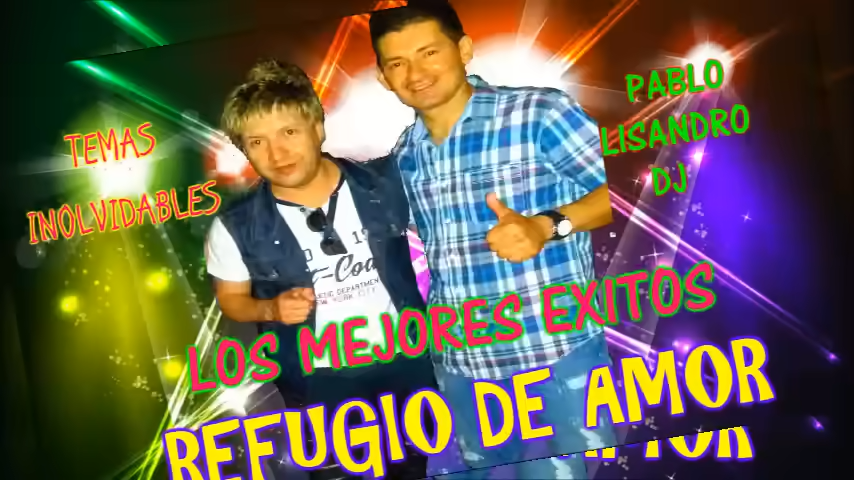 TEMAS
INOLVIDABLES
PABLO
LISANDRO
DJ
LOS MEJORES EXITOS
REFUGIO DE AMOR